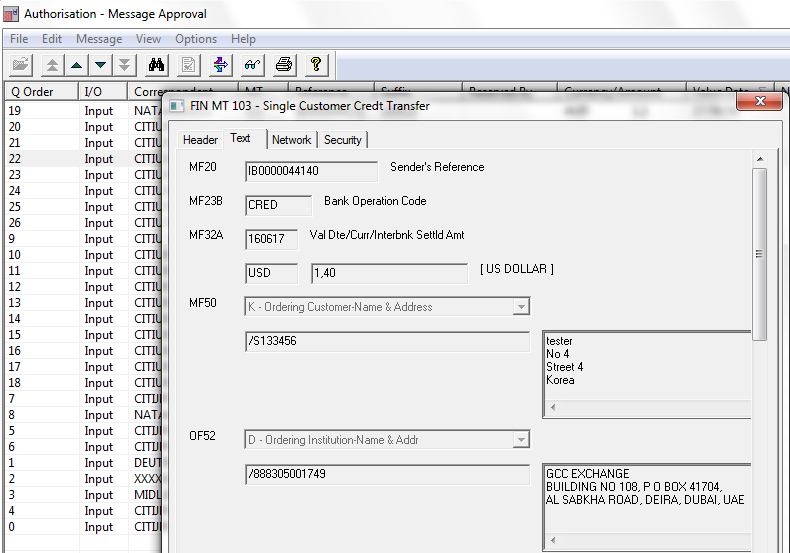 Authorisation - Message Approval
File Edit Message View Options Help
Q Order I/O Corre MT
FIN MT 103 - Single Customer Credt Transfer
Header Text Network Security
19 Input NATA
20 Input CITIU
21 Input CITIU
22 Input CITIU
23 Input CITIU
24 Input CITIU
25 Input CITIU
26 Input CITIU
9 Input CITIU
10 Input CITIU
11 Input CITIU
12 Input CITIU
13 Input CITIU
14 Input CITIU
15 Input CITIU
16 Input CITIU
17 Input CITIU
18 Input CITIU
7 Input CITIJ
8 Input NATA
5 Input CITIJ
6 Input CITIJ
1 Input DEUT
2 Input XXXX
3 Input MIDL
4 Input CITIJ
0 Input CITIJ
MF20 IB0000044140 Sender's Reference
MF23B CRED Bank Operation Code
MF32A 160617 Val Dte/Curr/Interbnk Settld Amt
USD 1,40 [ US DOLLAR ]
MF50 K - Ordering Customer-Name & Address
/S133456
tester
No 4
Street 4
Korea
OF52 D - Ordering Institution-Name & Addr
/888305001749
GCC EXCHANGE
BUILDING NO 108, P O BOX 41704,
AL SABKHA ROAD, DEIRA, DUBAI, UAE